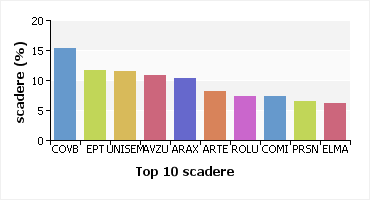 20
15
10
5
0
scadere (%)
COVB EPT UNISEM AVZU ARAX ARTE ROLU COMI PRSN ELMA
Top 10 scadere